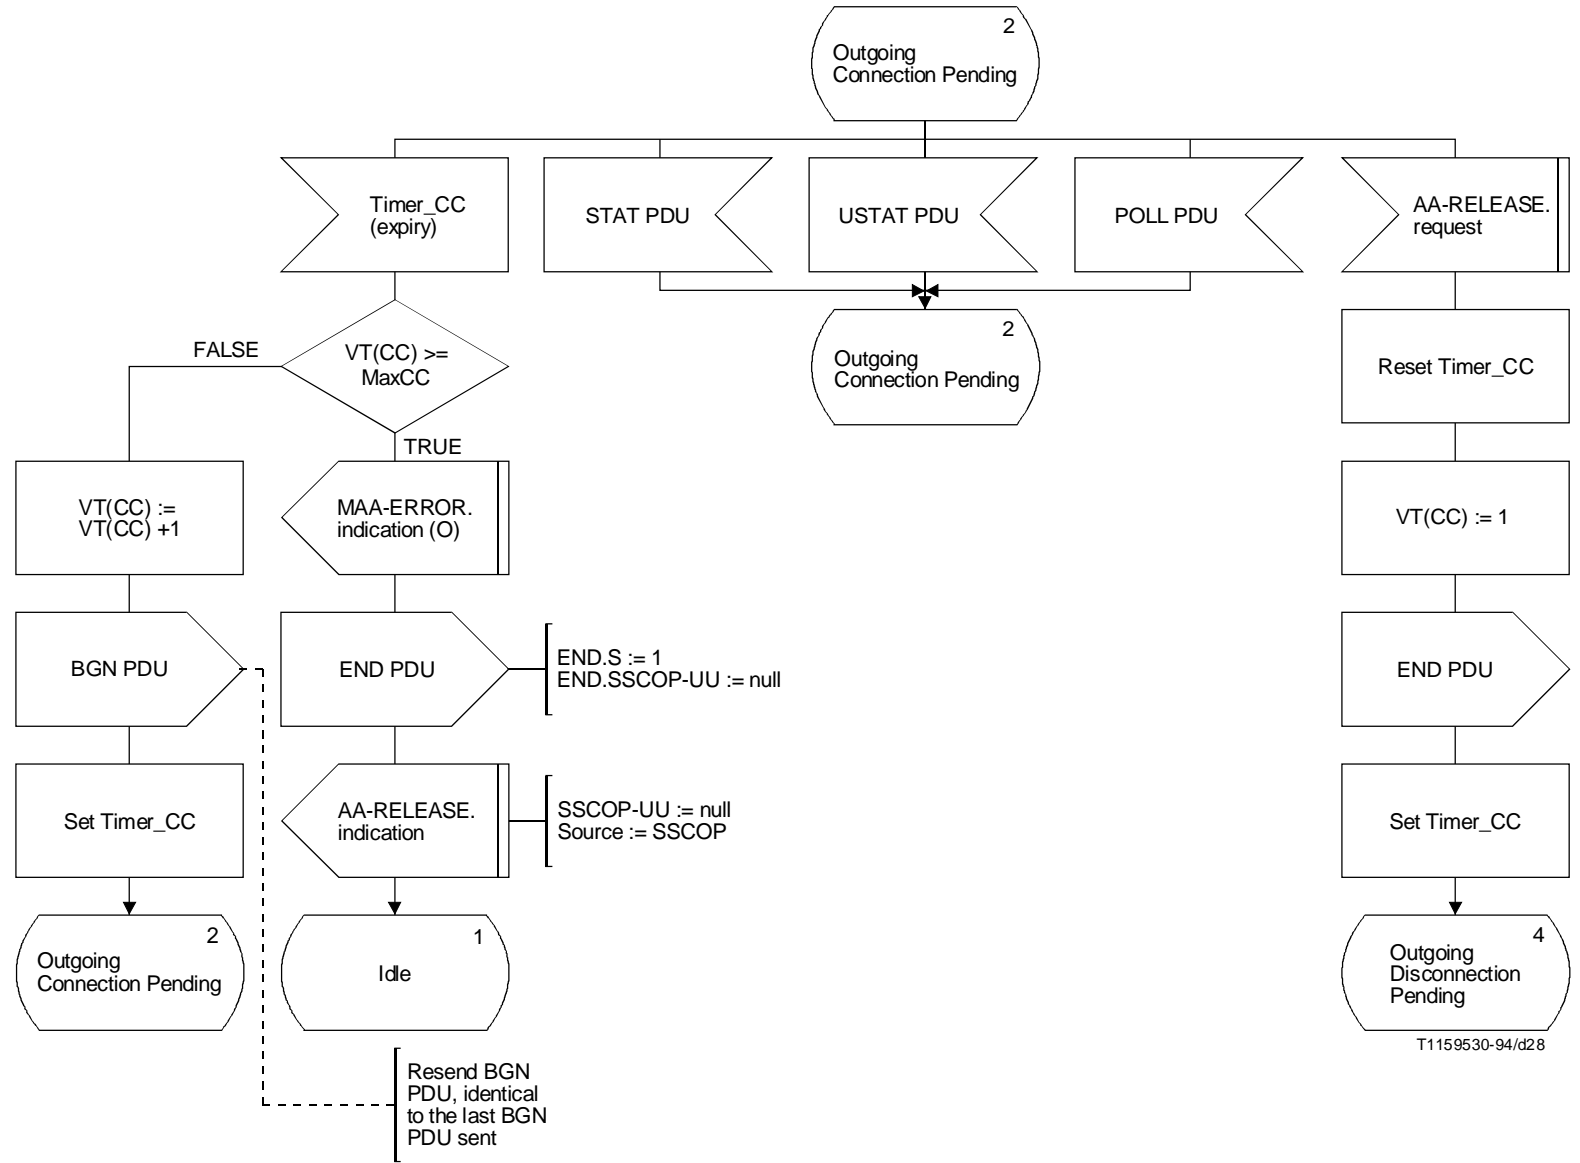 2
Outgoing
Connection Pending
Timer_CC
(expiry)
STAT PDU
USTAT PDU
POLL PDU
AA-RELEASE.
request
FALSE
VT(CC) >=
MaxCC
TRUE
2
Outgoing
Connection Pending
Reset Timer_CC
VT(CC) :=
VT(CC) +1
MAA-ERROR.
indication (O)
VT(CC) := 1
BGN PDU
END PDU
END.S := 1
END.SSCOP-UU := null
END PDU
Set Timer_CC
AA-RELEASE.
indication
SSCOP-UU := null
Source := SSCOP
Set Timer_CC
2
Outgoing
Connection Pending
1
Idle
4
Outgoing
Disconnection
Pending
T1159530-94/d28
Resend BGN
PDU, identical
to the last BGN
PDU sent